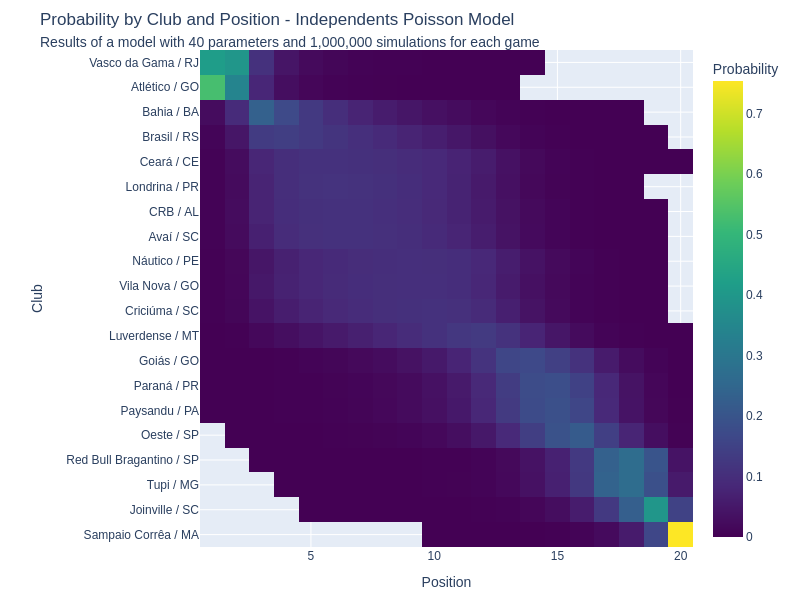 Probability by Club and Position - Independents Poisson Model
Results of a model with 40 parameters and 1,000,000 simulations for each game
Probability
Vasco da Gama / RJ
Atlético / GO
Bahia / BA
Brasil / RS
Ceará / CE
Londrina / PR
CRB / AL
Avaí / SC
Náutico / PE
Vila Nova / GO
Criciúma / SC
Luverdense / MT
Goiás / GO
Paraná / PR
Paysandu / PA
Oeste / SP
Red Bull Bragantino / SP
Tupi / MG
Joinville / SC
Sampaio Corrêa / MA
Club
5
10
15
20
Position
0.7
0.6
0.5
0.4
0.3
0.2
0.1
0